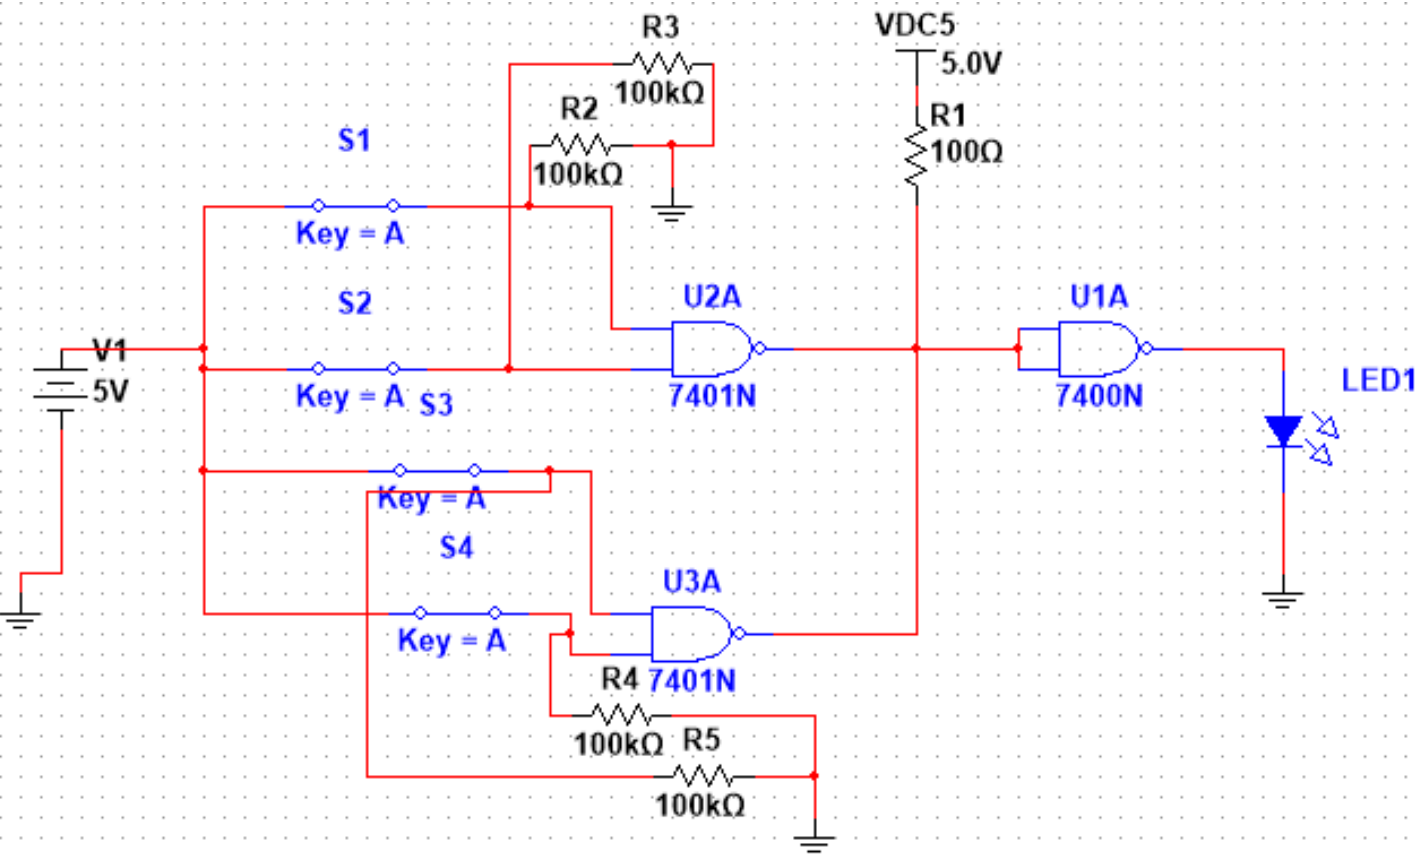 R3
100kΩ
R2
100kΩ
VDC5
5.0V
R1
100Ω
S1
Key = A
S2
Key = A
V1
5V
U2A
7401N
U1A
7400N
LED1
S3
Key = A
S4
Key = A
U3A
7401N
R4
100kΩ
R5
100kΩ